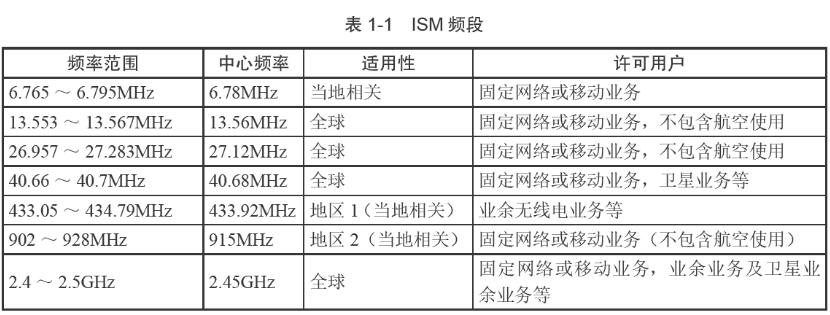 表 1-1 ISM 频段
频率范围 中心频率 适用性 许可用户
6.765 ～ 6.795MHz 6.78MHz 当地相关 固定网络或移动业务
13.553 ～ 13.567MHz 13.56MHz 全球 固定网络或移动业务，不包含航空使用
26.957 ～ 27.283MHz 27.12MHz 全球 固定网络或移动业务，不包含航空使用
40.66 ～ 40.7MHz 40.68MHz 全球 固定网络或移动业务，卫星业务等
433.05 ～ 434.79MHz 433.92MHz 地区 1（当地相关） 业余无线电业务等
902 ～ 928MHz 915MHz 地区 2（当地相关） 固定网络或移动业务（不包含航空使用）
2.4 ～ 2.5GHz 2.45GHz 全球 固定网络或移动业务，业余业务及卫星业
余业务等